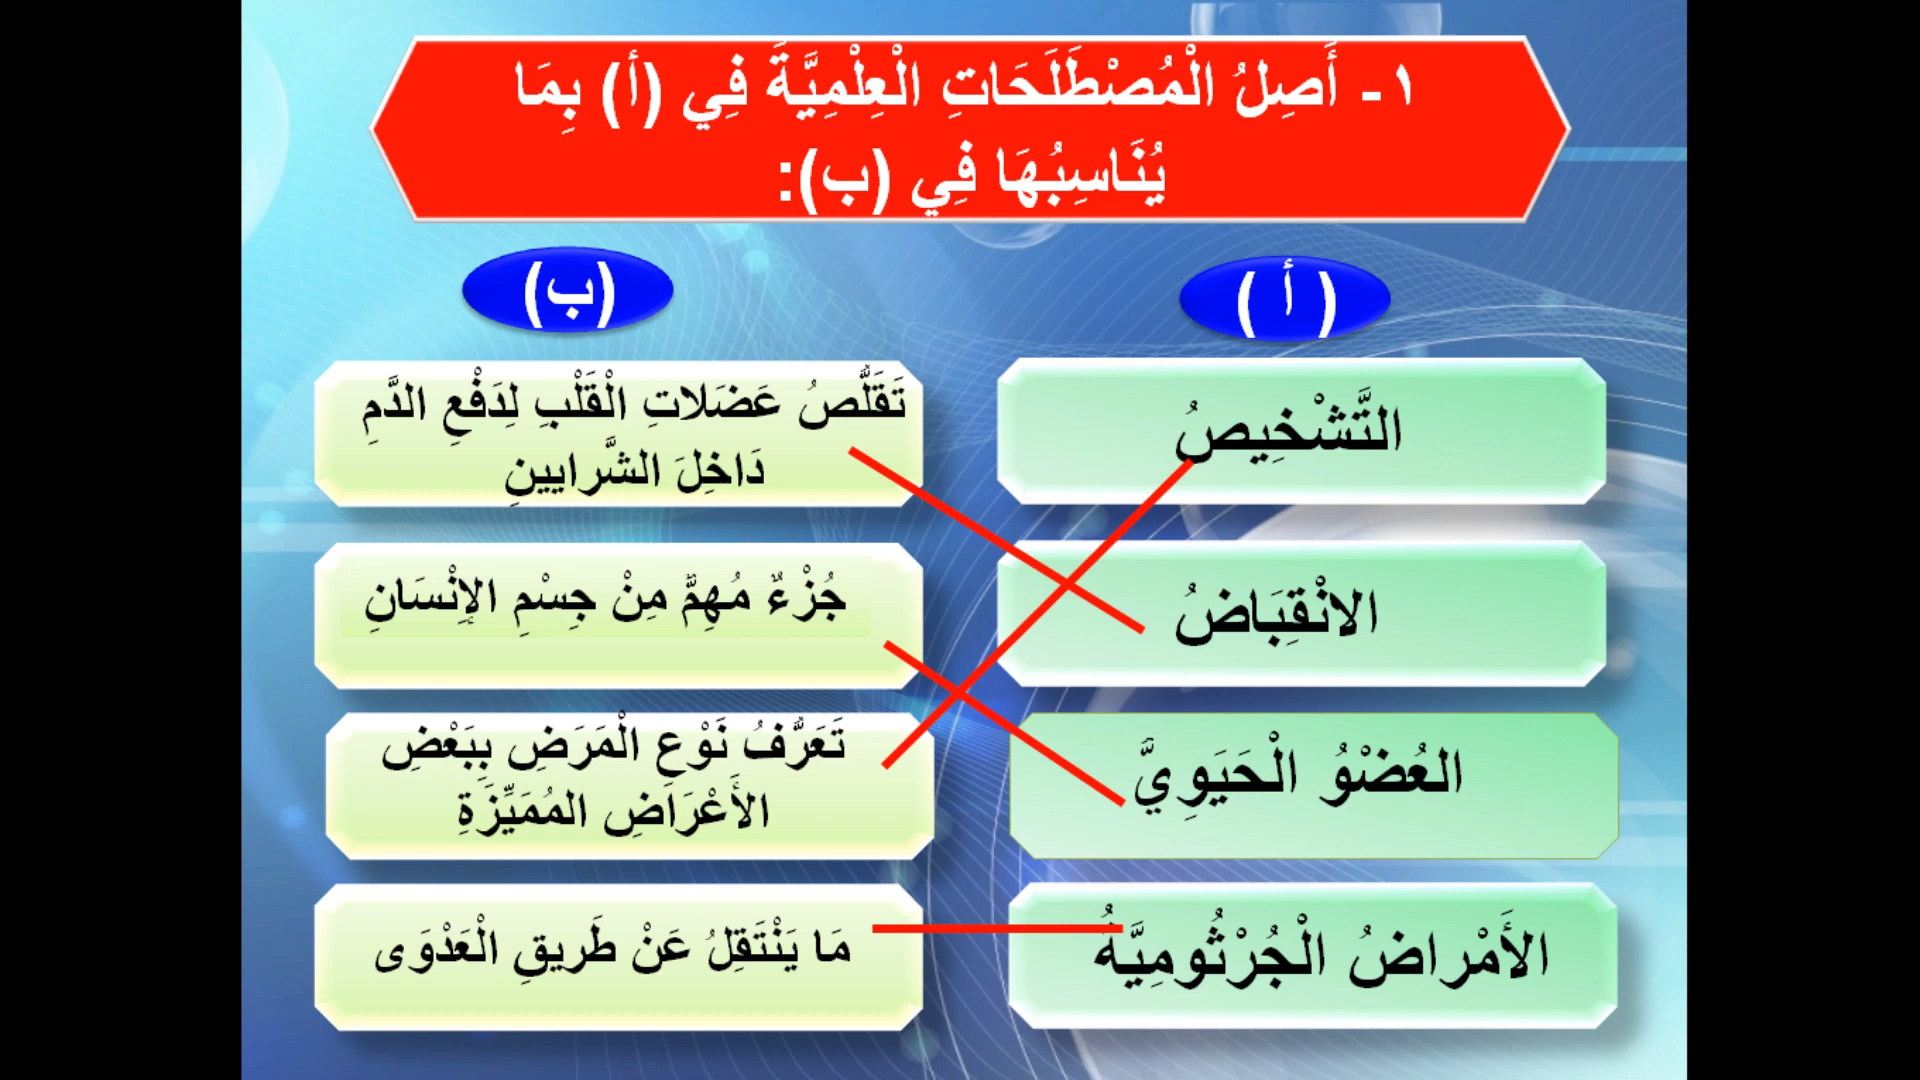 ١- أَصِلُ الْمُصْطَلَحَاتِ الْعِلْمِيَّةَ فِي (أ) بِمَا
يُنَاسِبُهَا فِي (ب):
( أ )
(ب)
التَّشْخِيصُ
تَقَلُّصُ عَضَلاتِ الْقَلْبِ لِدَفْعِ الدَّمِ
دَاخِلَ الشَّرايينِ
الانْقِبَاضُ
جُزْءٌ مُهِمٌّ مِنْ جِسْمِ الإِنْسَانِ
العُضْوُ الْحَيَوِيَّ
تَعَرُّفُ نَوْعِ الْمَرَضِ بِبَعْضِ
الأَعْرَاضِ المُمَيِّزَةِ
الأَمْراضُ الْجُرْثُومِيَّةُ
مَا يَنْتَقِلُ عَنْ طَريقِ الْعَدْوَى